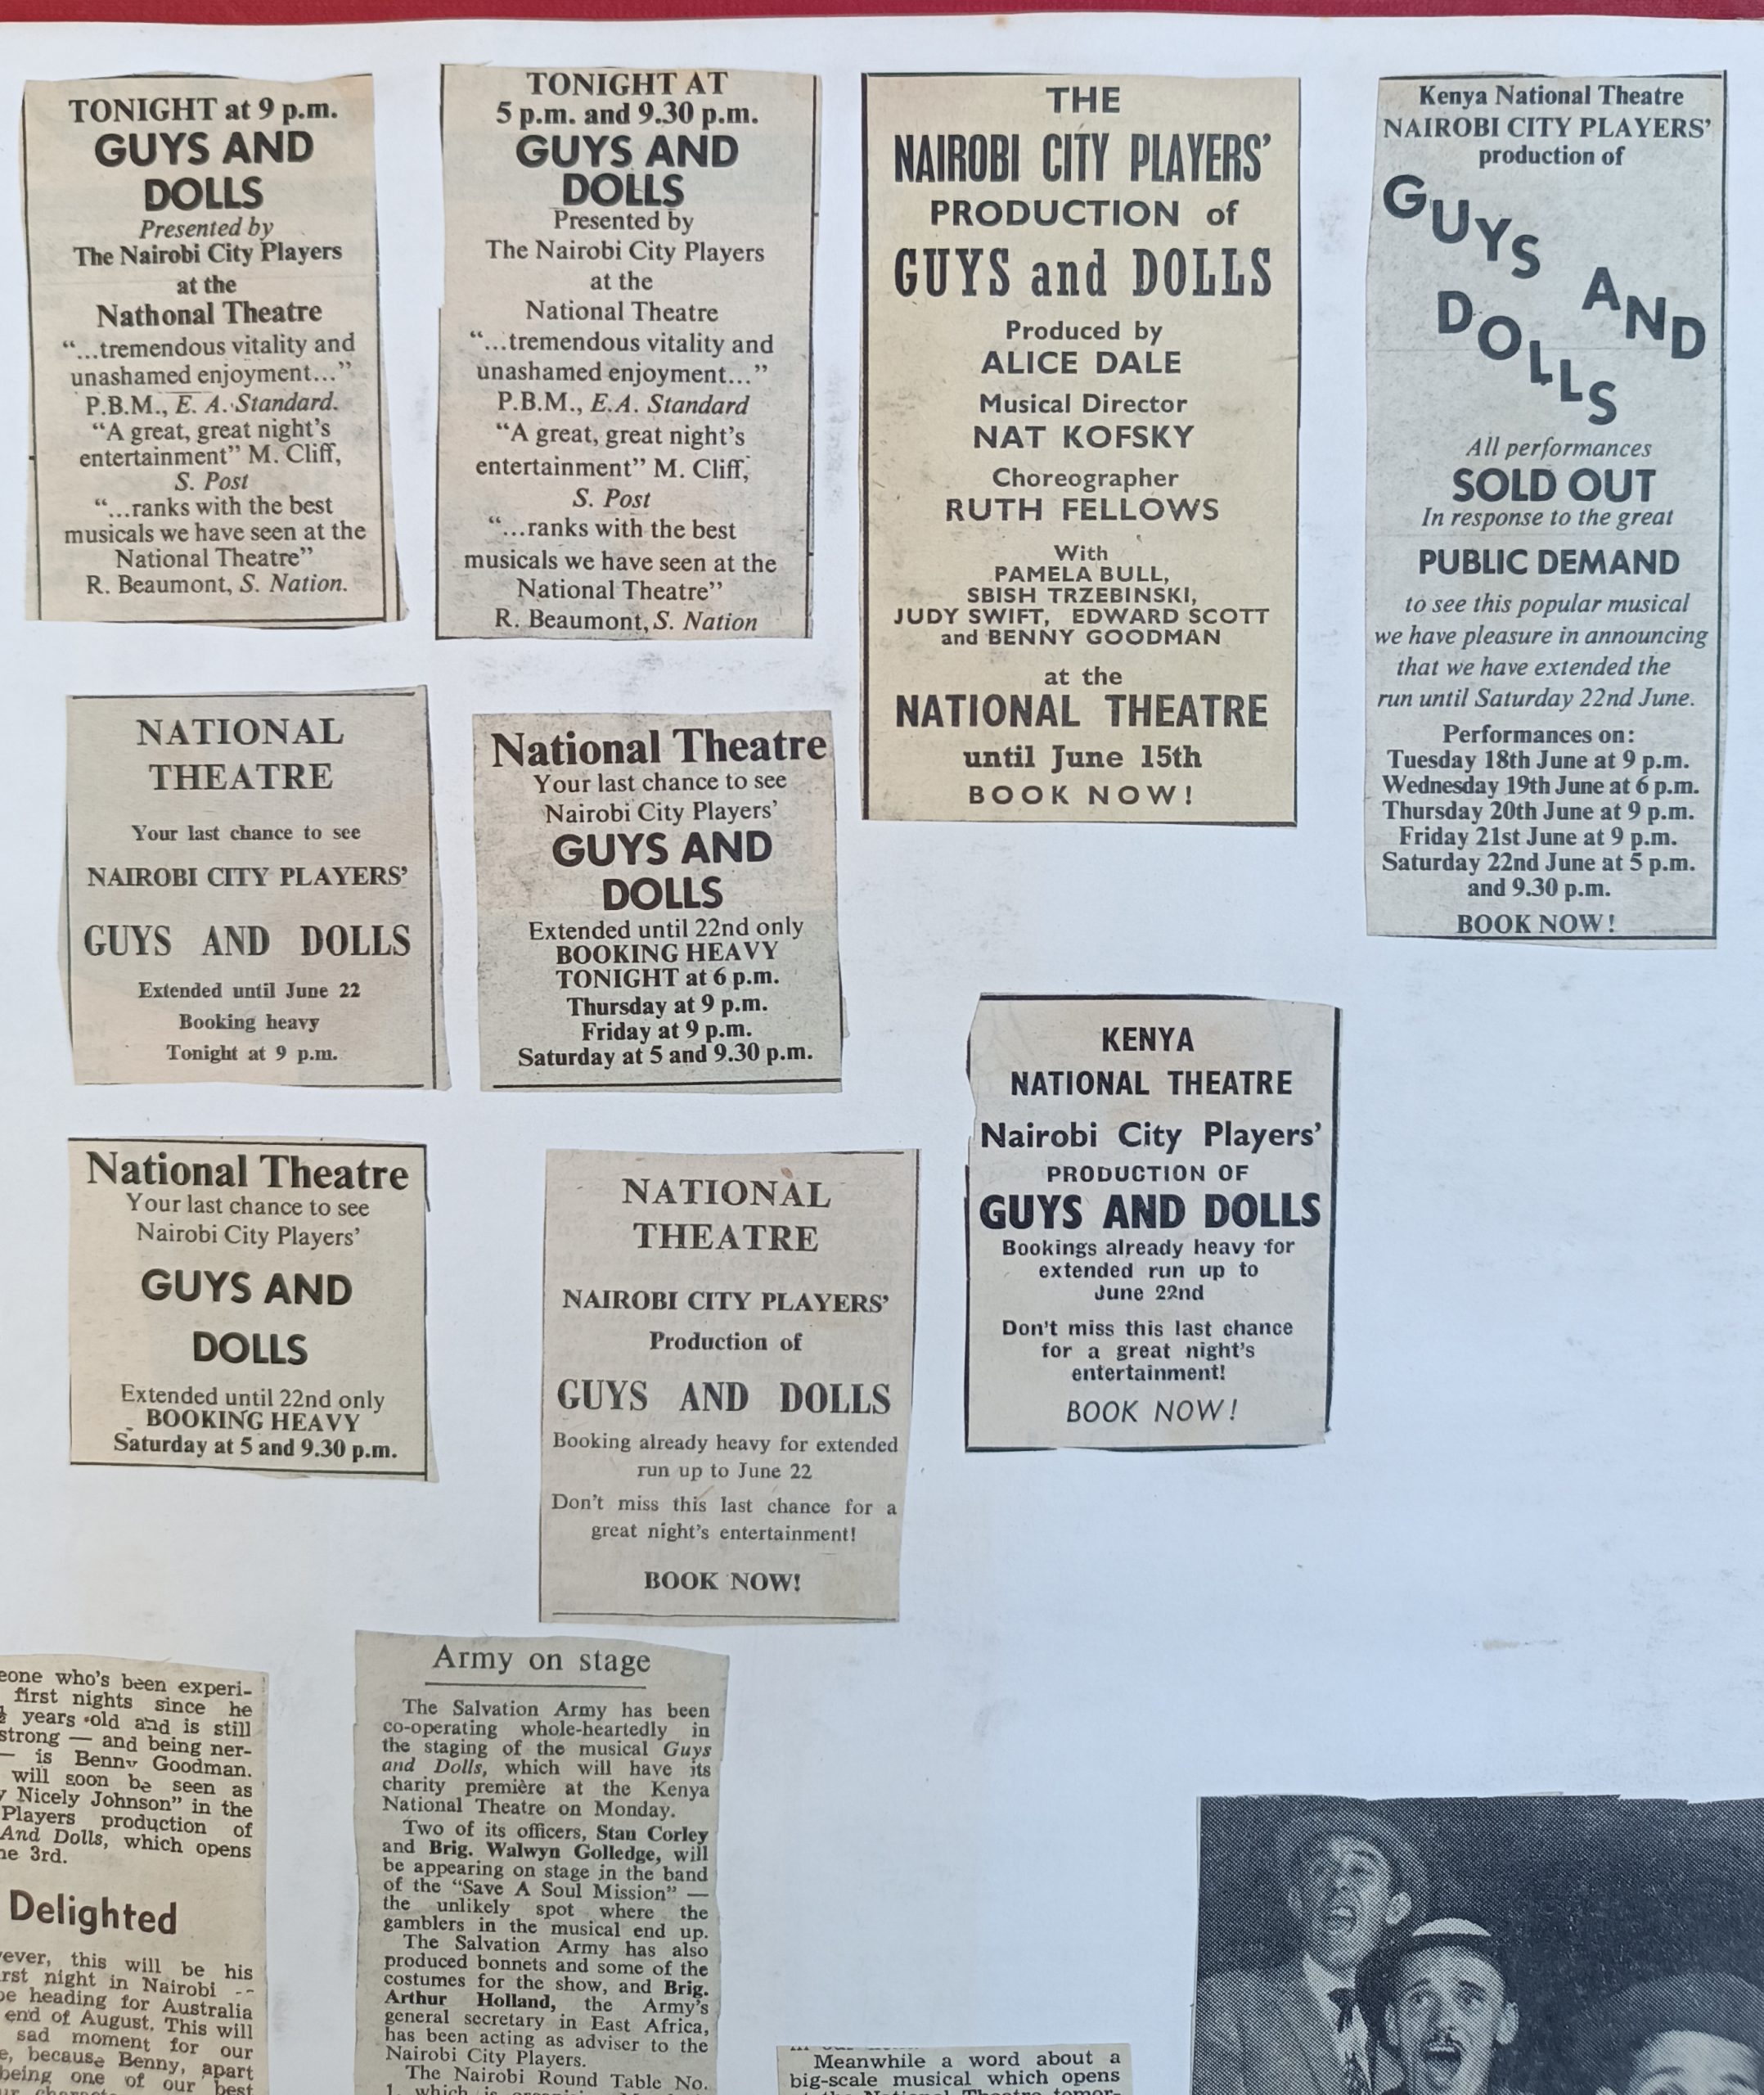 TONIGHT at 9 p.m.
GUYS AND
DOLLS
Presented by
The Nairobi City Players
at the
Nathonal Theatre
“...tremendous vitality and
unashamed enjoyment...”
P.B.M., E. A. Standard.
“A great, great night's
entertainment” M. Cliff,
S. Post
“...ranks with the best
musicals we have seen at the
National Theatre”
R. Beaumont, S. Nation.
TONIGHT AT
5 p.m. and 9.30 p.m.
GUYS AND
DOLLS
Presented by
The Nairobi City Players
at the
National Theatre
“...tremendous vitality and
unashamed enjoyment...”
P.B.M., E.A. Standard
“A great, great night's
entertainment” M. Cliff,
S. Post
“...ranks with the best
musicals we have seen at the
National Theatre”
R. Beaumont, S. Nation
THE
NAIROBI CITY PLAYERS'
PRODUCTION of
GUYS and DOLLS
Produced by
ALICE DALE
Musical Director
NAT KOFSKY
Choreographer
RUTH FELLOWS
With
PAMELA BULL,
SBISH TRZEBINSKI,
JUDY SWIFT, EDWARD SCOTT
and BENNY GOODMAN
at the
NATIONAL THEATRE
until June 15th
BOOK NOW!
Kenya National Theatre
NAIROBI CITY PLAYERS'
production of
GUYS
AND
DOLLS
All performances
SOLD OUT
In response to the great
PUBLIC DEMAND
to see this popular musical
we have pleasure in announcing
that we have extended the
run until Saturday 22nd June.
Performances on:
Tuesday 18th June at 9 p.m.
Wednesday 19th June at 6 p.m.
Thursday 20th June at 9 p.m.
Friday 21st June at 9 p.m.
Saturday 22nd June at 5 p.m.
and 9.30 p.m.
BOOK NOW!
NATIONAL
THEATRE
Your last chance to see
NAIROBI CITY PLAYERS'
GUYS AND DOLLS
Extended until June 22
Booking heavy
Tonight at 9 p.m.
National Theatre
Your last chance to see
Nairobi City Players'
GUYS AND
DOLLS
Extended until 22nd only
BOOKING HEAVY
TONIGHT at 6 p.m.
Thursday at 9 p.m.
Friday at 9 p.m.
Saturday at 5 and 9.30 p.m.
KENYA
NATIONAL THEATRE
Nairobi City Players'
PRODUCTION OF
GUYS AND DOLLS
Bookings already heavy for
extended run up to
June 22nd
Don't miss this last chance
for a great night's
entertainment!
BOOK NOW!
National Theatre
Your last chance to see
Nairobi City Players'
GUYS AND
DOLLS
Extended until 22nd only
BOOKING HEAVY
Saturday at 5 and 9.30 p.m.
NATIONAL
THEATRE
NAIROBI CITY PLAYERS'
Production of
GUYS AND DOLLS
Booking already heavy for extended
run up to June 22
Don't miss this last chance for a
great night's entertainment!
BOOK NOW!
eone who's been experi-
first nights since he
years old and is still
strong — and being ner-
— is Benny Goodman.
will soon be seen as
Nicely Johnson” in the
Players production of
And Dolls, which opens
ne 3rd.
Delighted
ever, this will be his
rst night in Nairobi --
be heading for Australia
end of August. This will
sad moment for our
e, because Benny, apart
being one of our best
Army on stage
The Salvation Army has been
co-operating whole-heartedly in
the staging of the musical Guys
and Dolls, which will have its
charity première at the Kenya
National Theatre on Monday.
Two of its officers, Stan Corley
and Brig. Walwyn Golledge, will
be appearing on stage in the band
of the “Save A Soul Mission” —
the unlikely spot where the
gamblers in the musical end up.
The Salvation Army has also
produced bonnets and some of the
costumes for the show, and Brig.
Arthur Holland, the Army's
general secretary in East Africa,
has been acting as adviser to the
Nairobi City Players.
The Nairobi Round Table No.
1, which is
Meanwhile a word about a
big-scale musical which opens
National Theatre tomor-